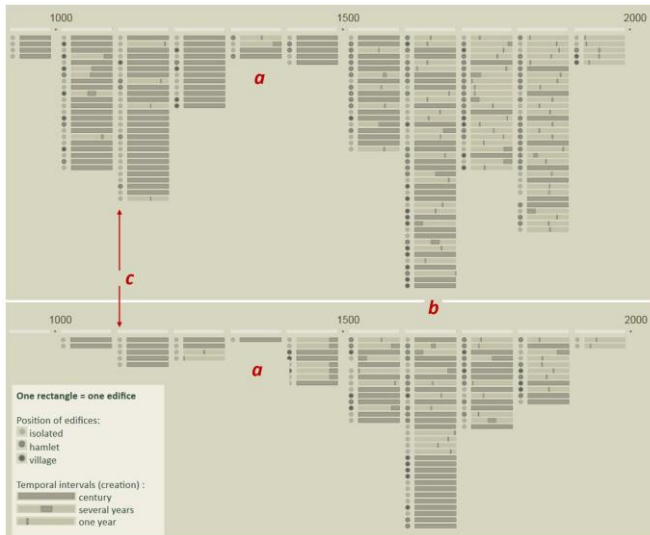 1000 1500 2000
a
c
b
1000 1500 2000
a
One rectangle = one edifice
Position of edifices:
isolated
hamlet
village
Temporal intervals (creation) :
century
several years
one year